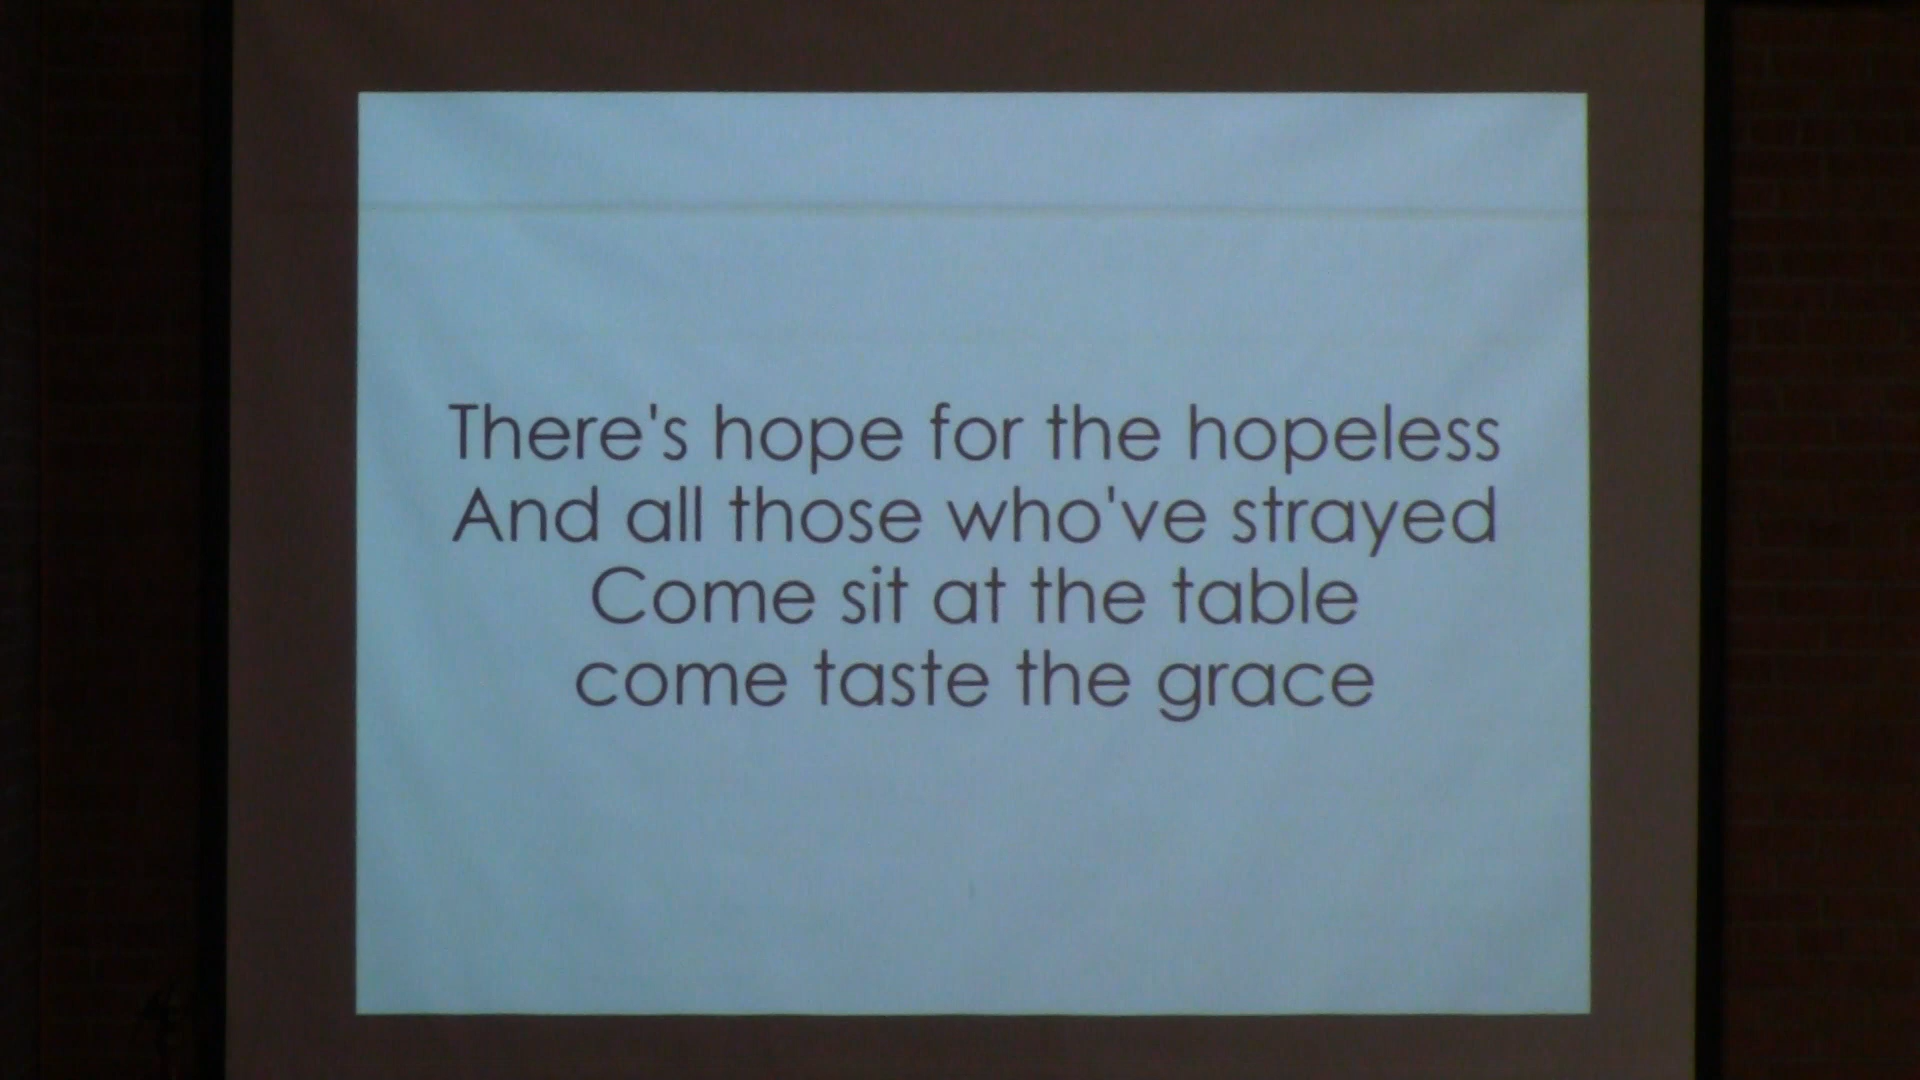 There's hope for the hopeless
And all those who've strayed
Come sit at the table
come taste the grace